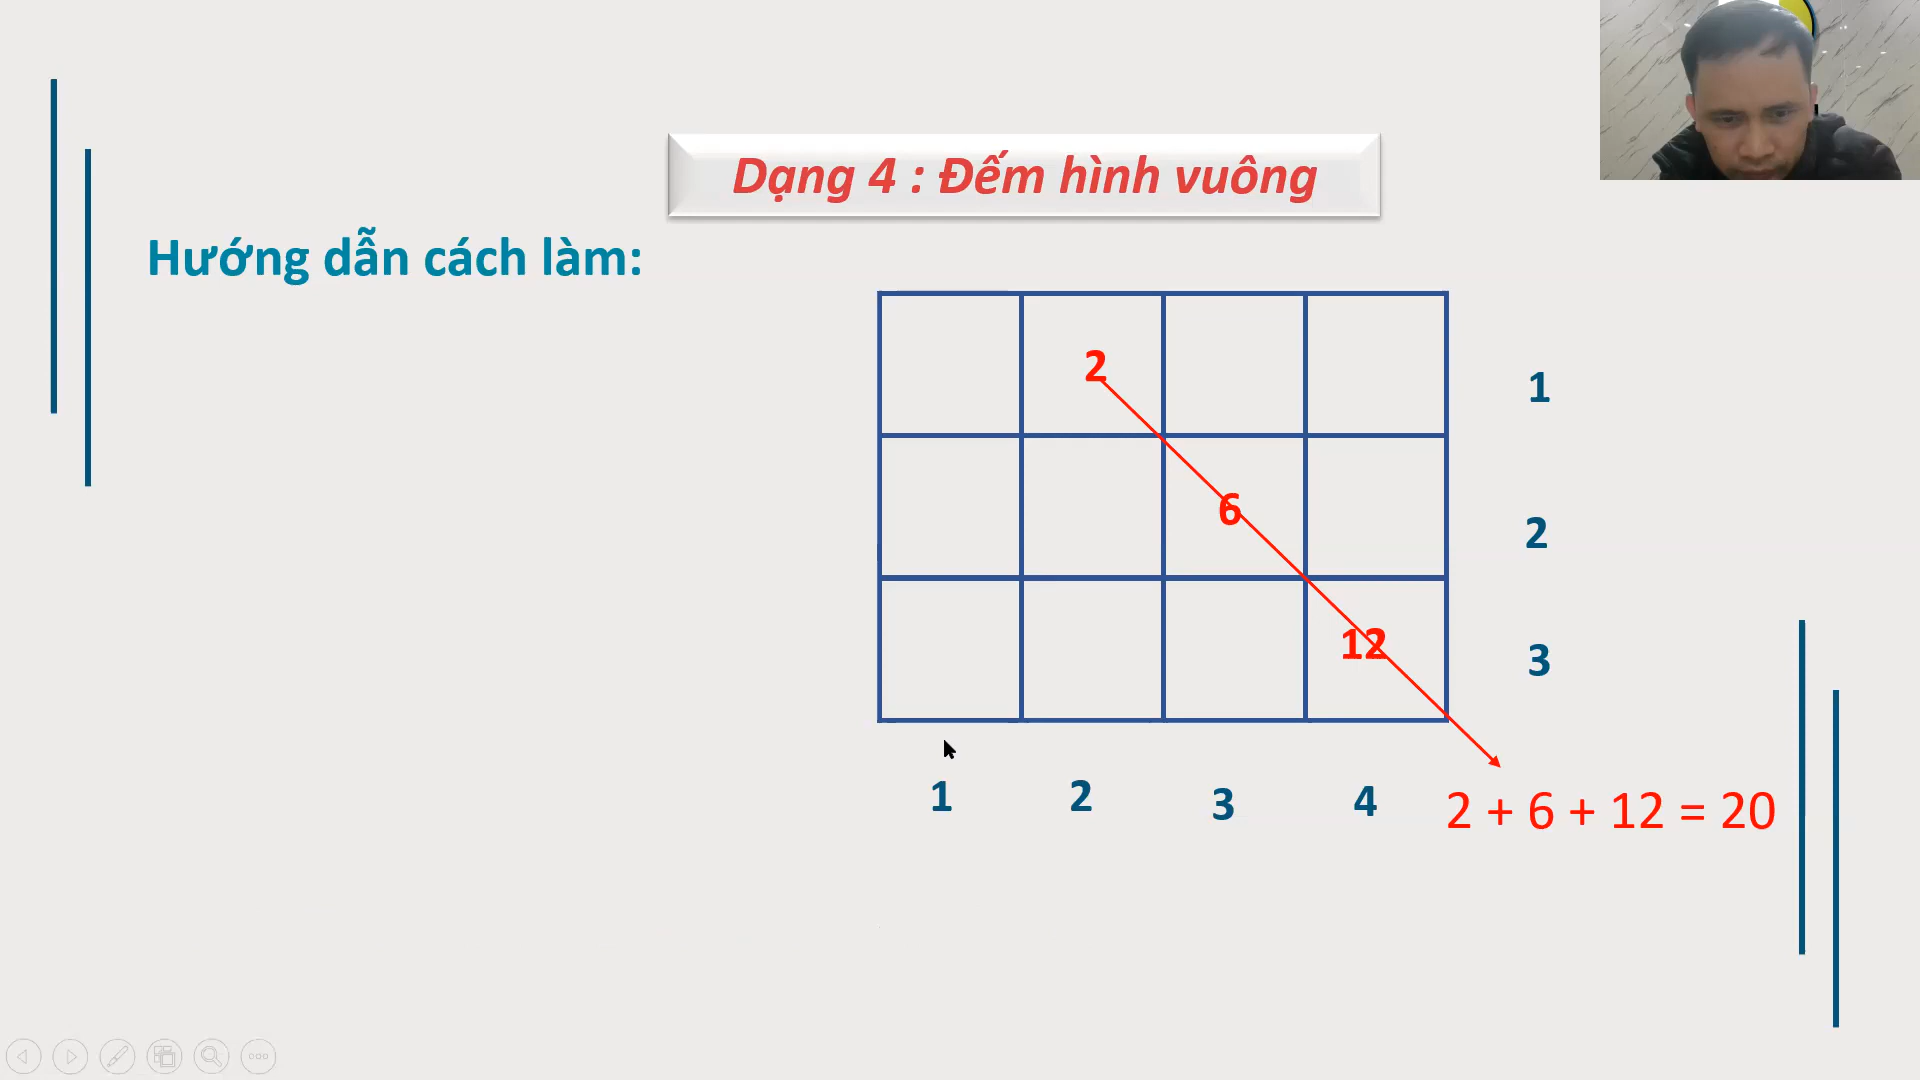 Dạng 4 : Đếm hình vuông
Hướng dẫn cách làm:
2
1
6
2
12
3
1 2 3 4
2 + 6 + 12 = 20